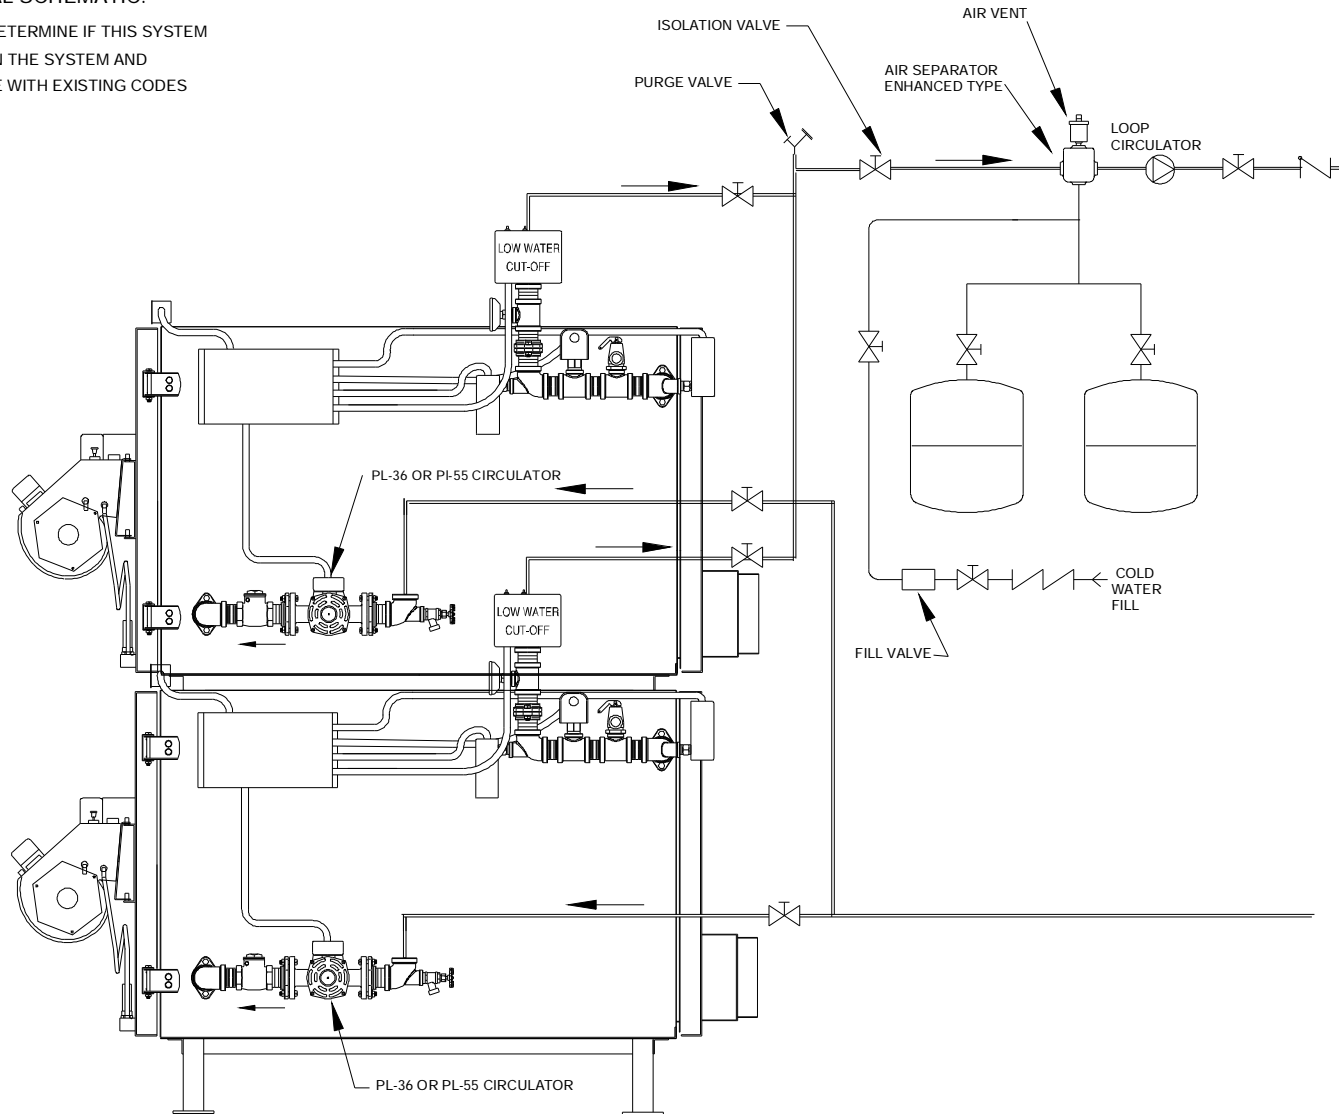 AL SCHEMATIC.
ETERMINE IF THIS SYSTEM
N THE SYSTEM AND
E WITH EXISTING CODES
AIR VENT
ISOLATION VALVE
PURGE VALVE
AIR SEPARATOR
ENHANCED TYPE
LOOP
CIRCULATOR
LOW WATER
CUT-OFF
PL-36 OR PI-55 CIRCULATOR
COLD
WATER
FILL
LOW WATER
CUT-OFF
FILL VALVE
PL-36 OR PL-55 CIRCULATOR